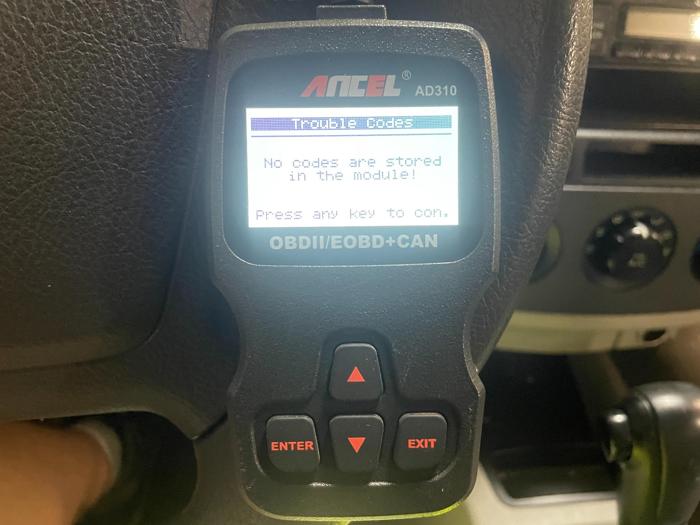 ANCEL® AD310
Trouble Codes
No codes are stored
in the module!
Press any key to con.
OBDII/EOBD+CAN
▲
ENTER
▼
EXIT